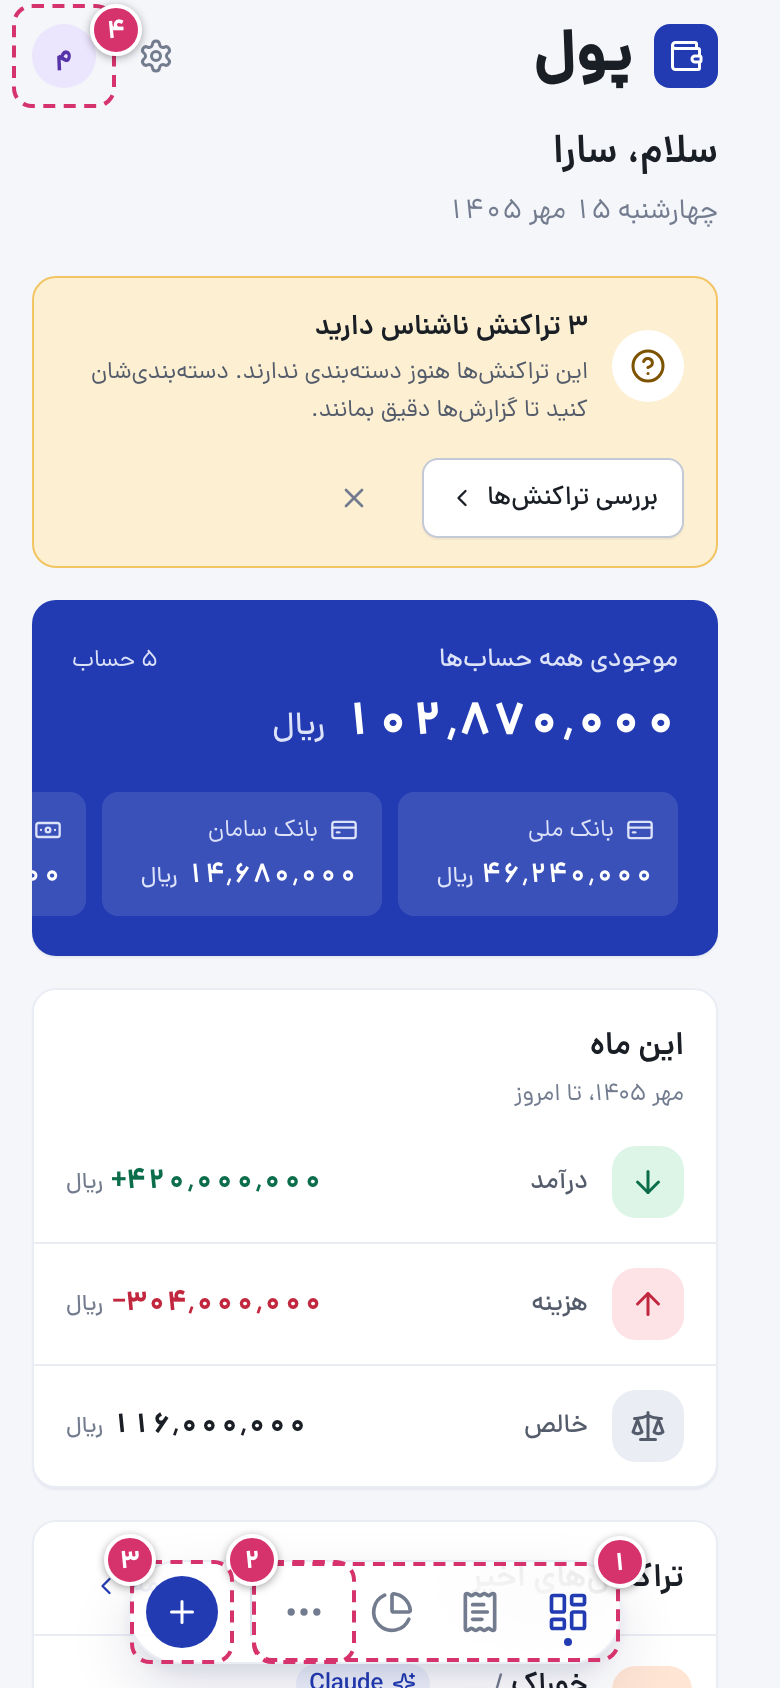 پول
م
۴
سلام، سارا
چهارشنبه ۱۵ مهر ۱۴۰۵
۳ تراکنش ناشناس دارید
این تراکنش‌ها هنوز دسته‌بندی ندارند. دسته‌بندی‌شان
کنید تا گزارش‌ها دقیق بمانند.
بررسی تراکنش‌ها
موجودی همه حساب‌ها
۵ حساب
۱۰۲,۸۷۰,۰۰۰ ریال
بانک ملی
۴۶,۲۴۰,۰۰۰ ریال
بانک سامان
۱۴,۶۸۰,۰۰۰ ریال
این ماه
مهر ۱۴۰۵، تا امروز
درآمد
+۴۲۰,۰۰۰,۰۰۰ ریال
هزینه
−۳۰۴,۰۰۰,۰۰۰ ریال
خالص
۱۱۶,۰۰۰,۰۰۰ ریال
تراکنش‌های اخیر
۱
۲
۳
خوراک /
Claude